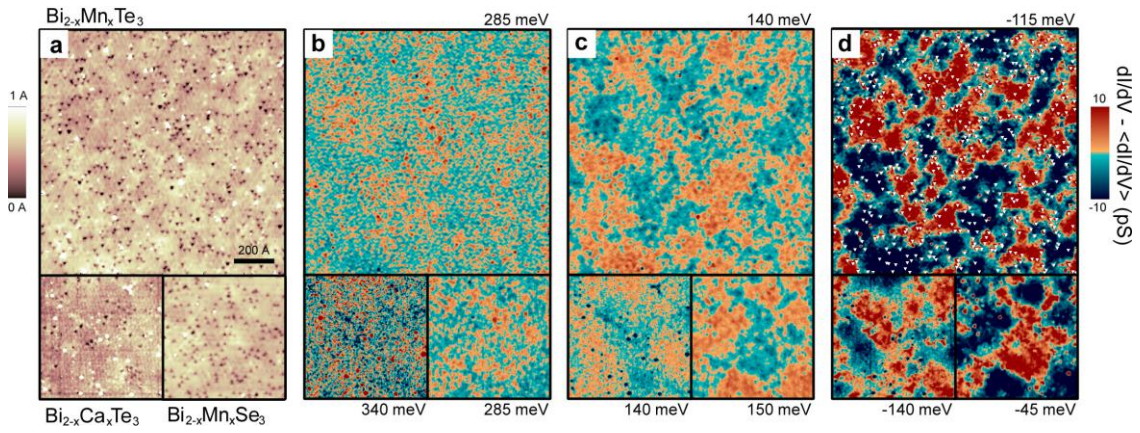 Bi2-xMnxTe3
285 meV
140 meV
-115 meV
a
b
c
d
1 A
0 A
200 A
10
-10
dI/dV - <dI/dV> (pS)
Bi2-xCaxTe3
Bi2-xMnxSe3
340 meV
285 meV
140 meV
150 meV
-140 meV
-45 meV